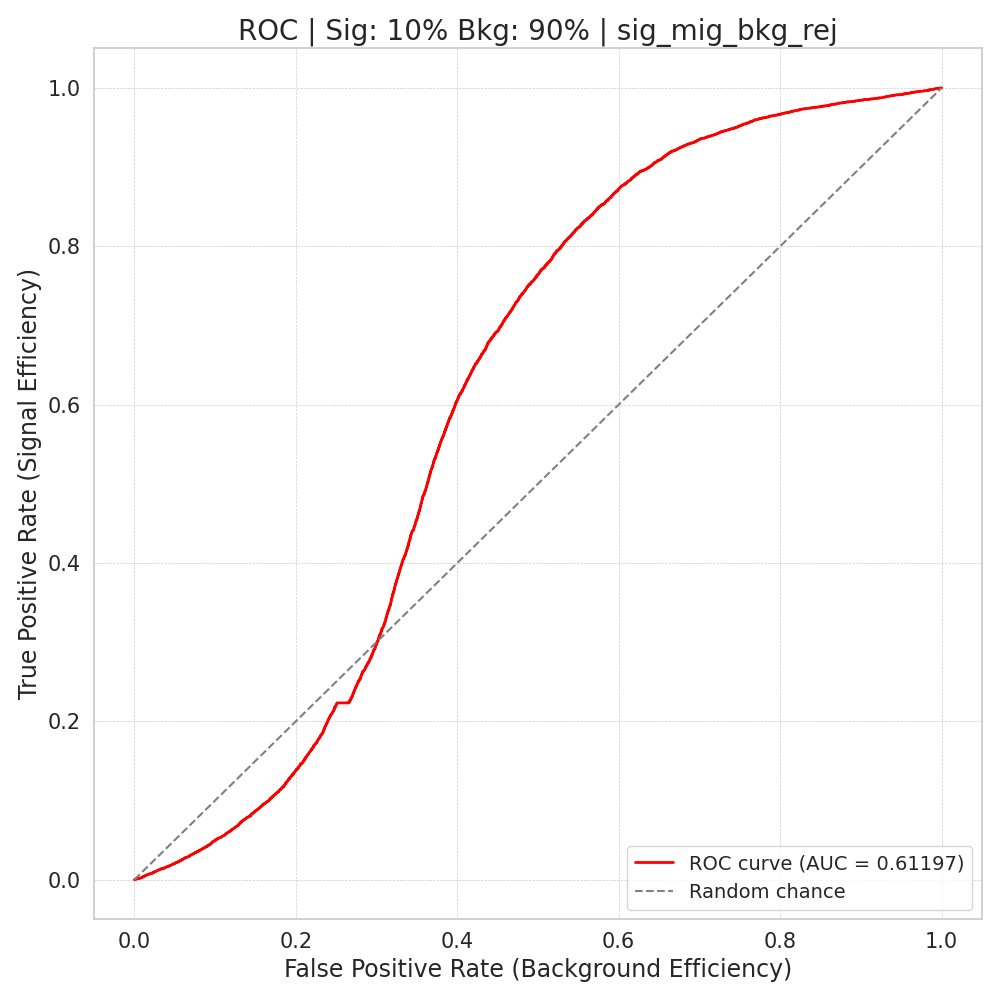 ROC | Sig: 10% Bkg: 90% | sig_mig_bkg_rej
True Positive Rate (Signal Efficiency)
1.0
0.8
0.6
0.4
0.2
0.0
ROC curve (AUC = 0.61197)
Random chance
0.0 0.2 0.4 0.6 0.8 1.0
False Positive Rate (Background Efficiency)